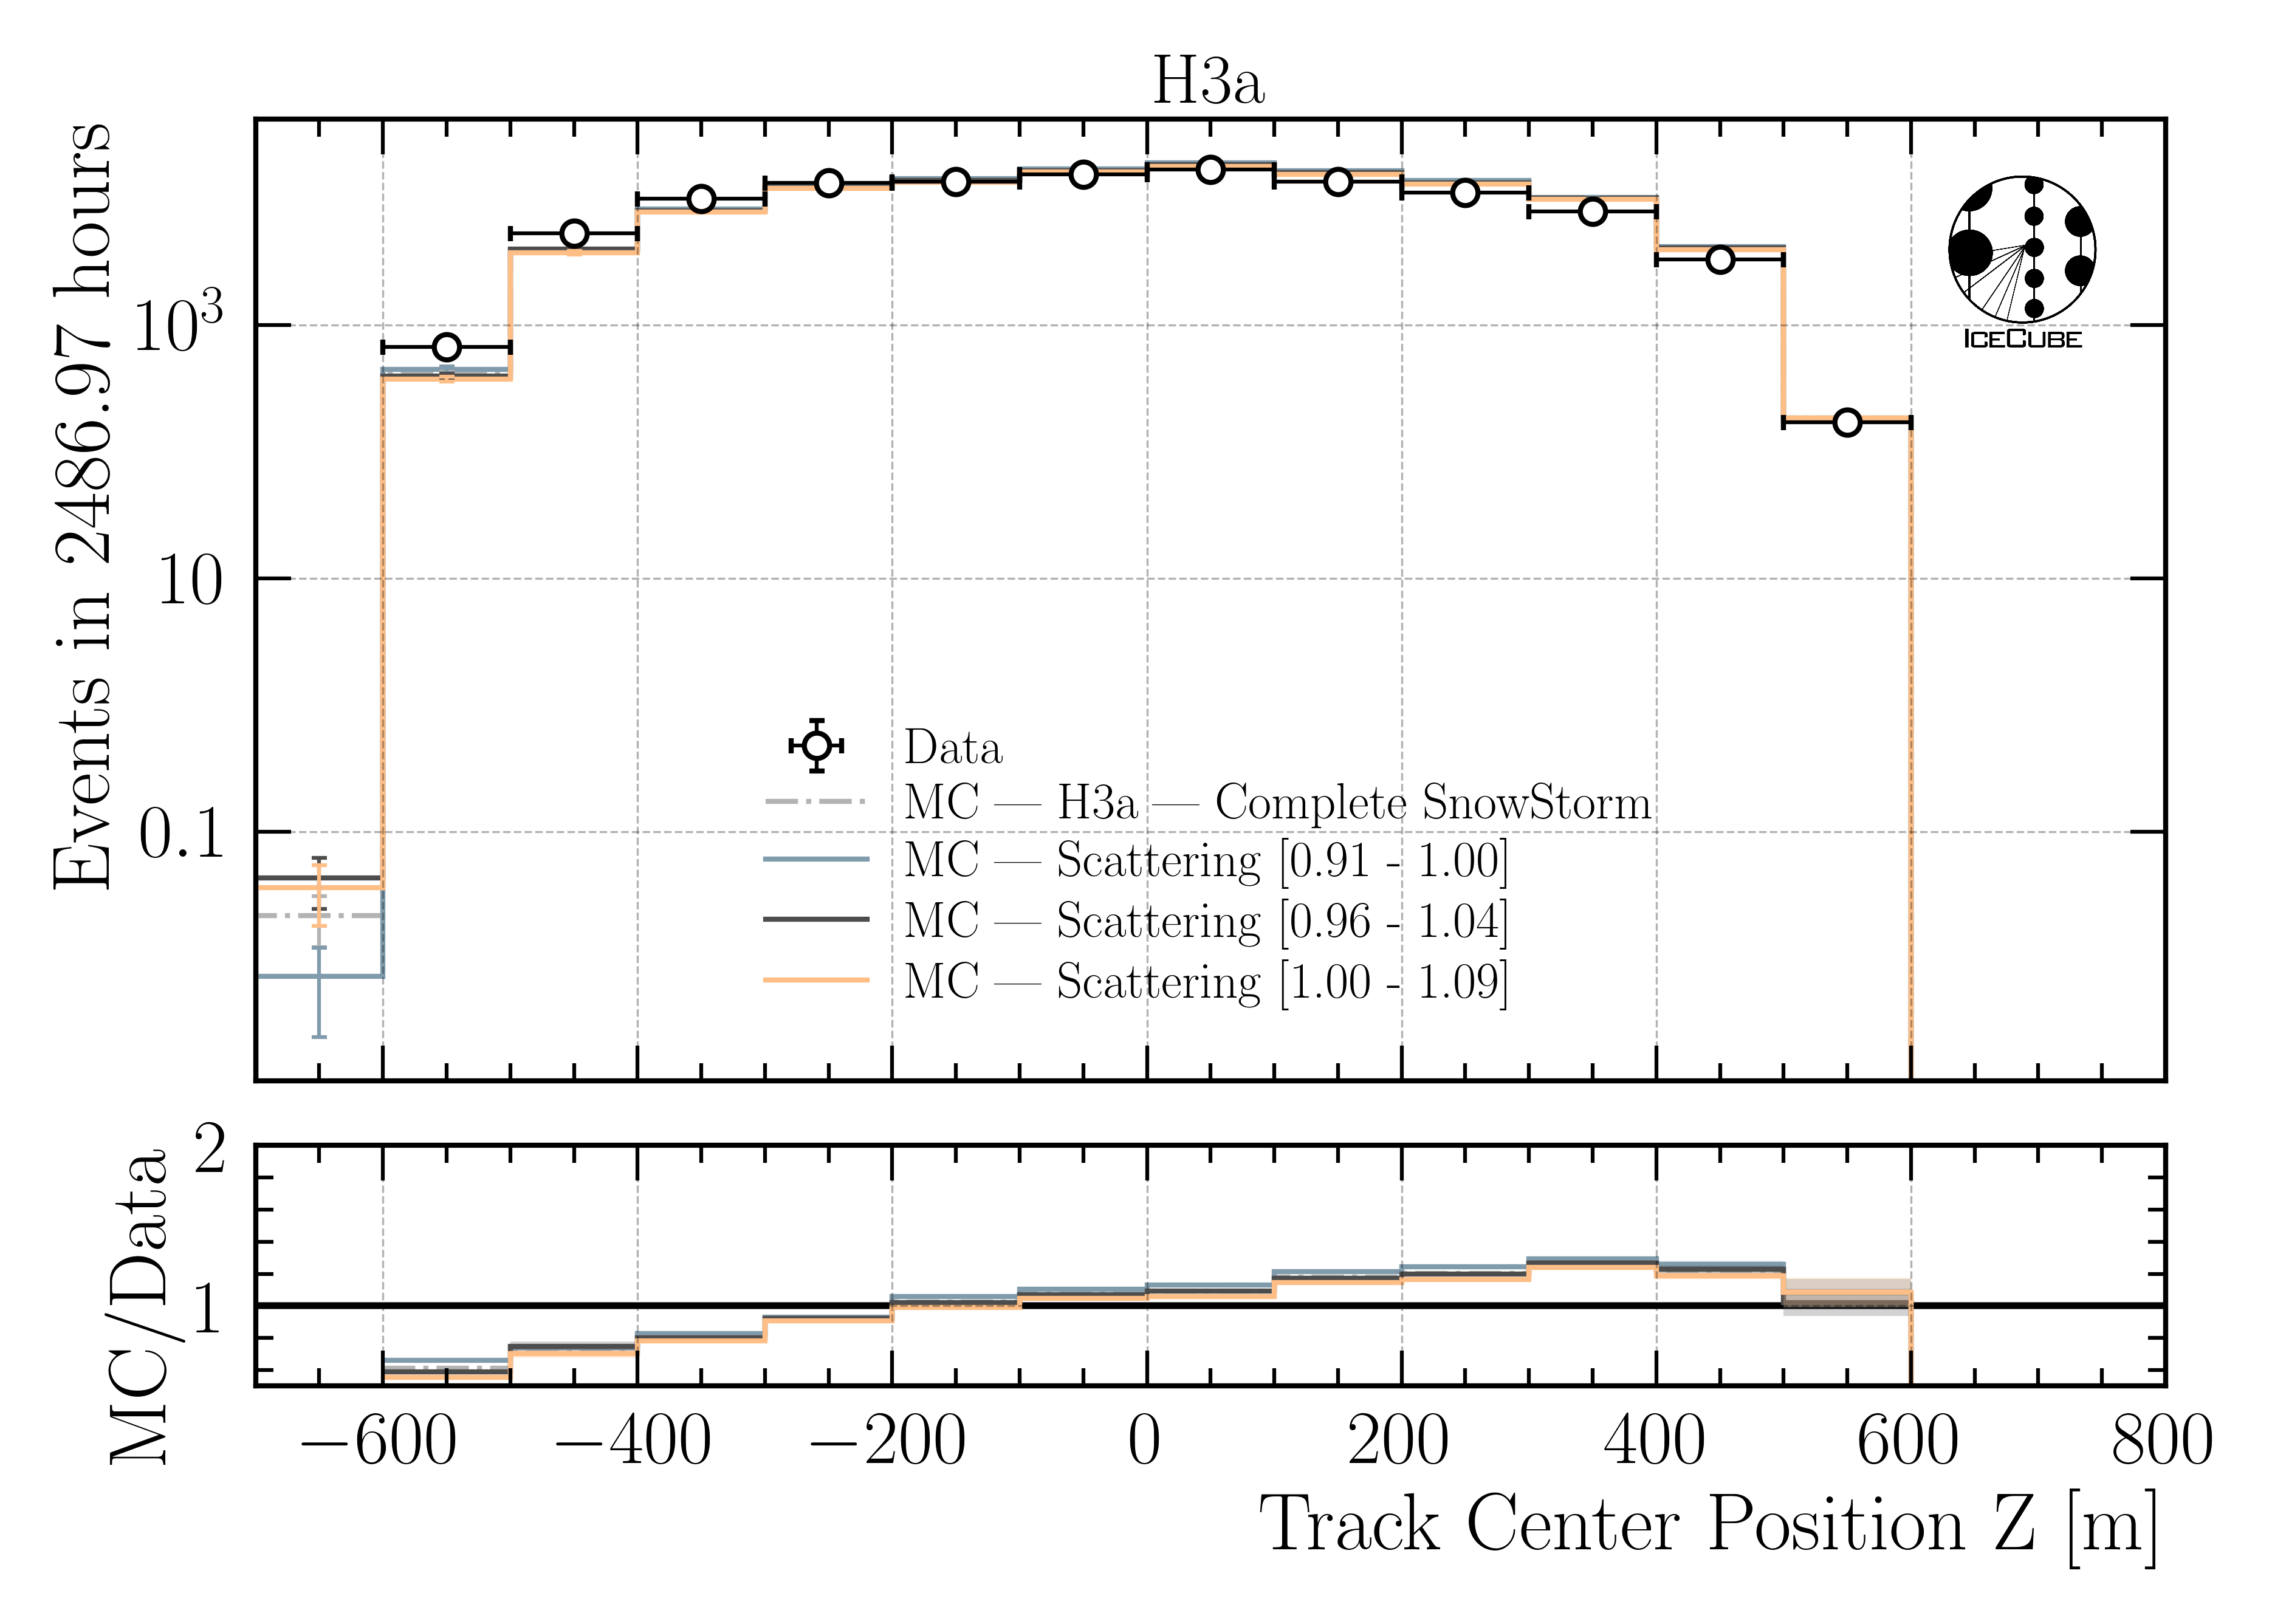 H3a
Events in 2486.97 hours
10³
10
0.1
ICECUBE
Data
MC — H3a — Complete SnowStorm
MC — Scattering [0.91 - 1.00]
MC — Scattering [0.96 - 1.04]
MC — Scattering [1.00 - 1.09]
MC/Data
2
1
−600 −400 −200 0 200 400 600 800
Track Center Position Z [m]